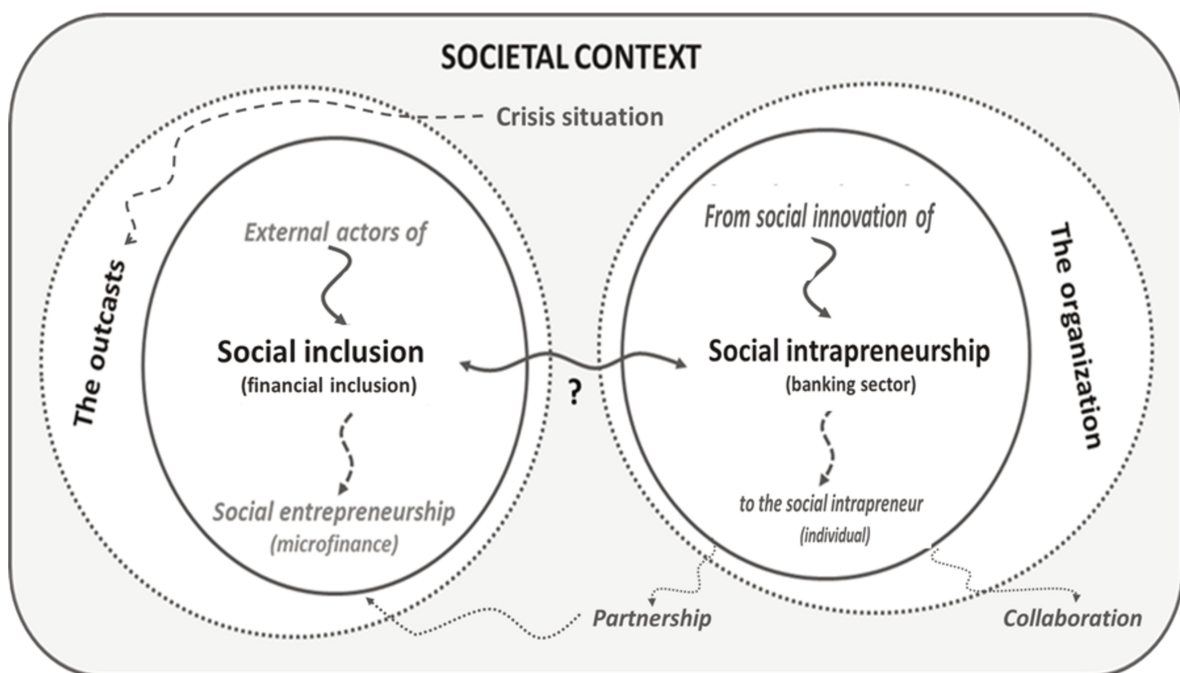 SOCIETAL CONTEXT
Crisis situation
The outcasts
External actors of
Social inclusion
(financial inclusion)
Social entrepreneurship
(microfinance)
?
From social innovation of
Social intrapreneurship
(banking sector)
to the social intrapreneur
(individual)
The organization
Partnership
Collaboration